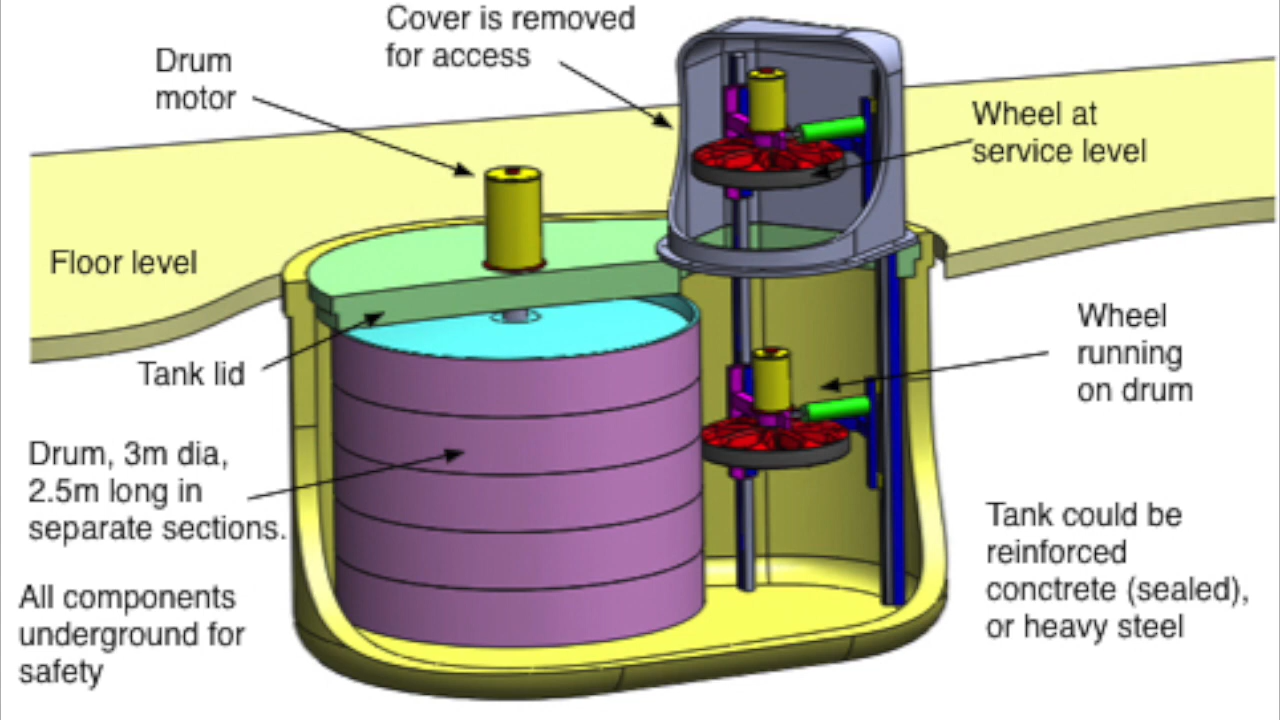 Cover is removed
for access
Drum
motor
Wheel at
service level
Floor level
Wheel
running
on drum
Tank lid
Drum, 3m dia,
2.5m long in
separate sections.
Tank could be
reinforced
conctrete (sealed),
or heavy steel
All components
underground for
safety